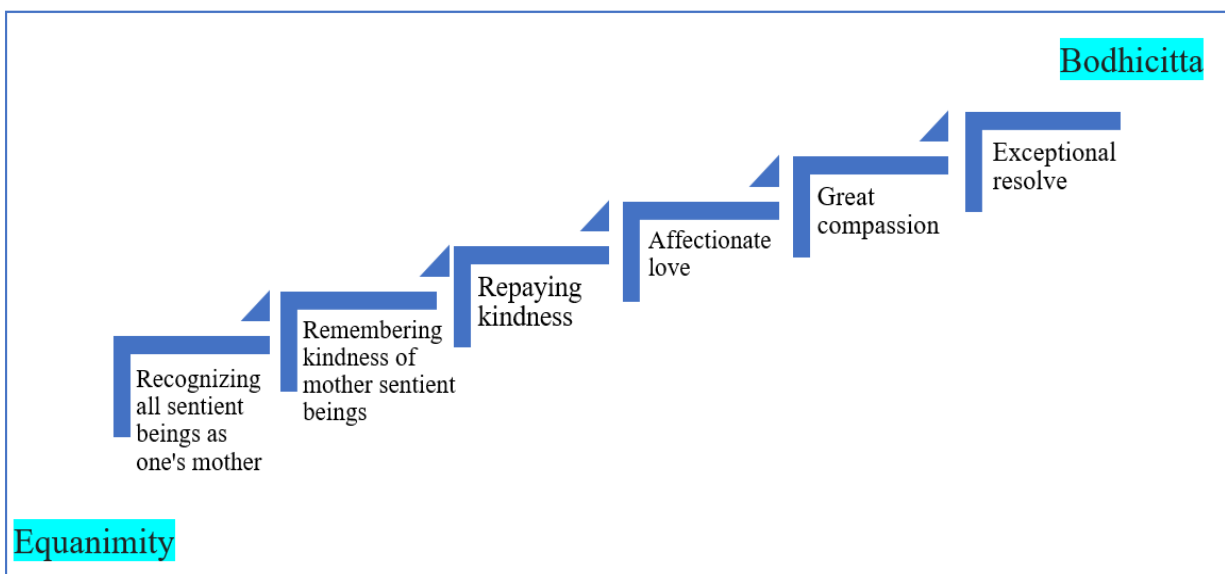 Bodhicitta
Exceptional
resolve
Great
compassion
Affectionate
love
Repaying
kindness
Remembering
kindness of
mother sentient
beings
Recognizing
all sentient
beings as
one's mother
Equanimity